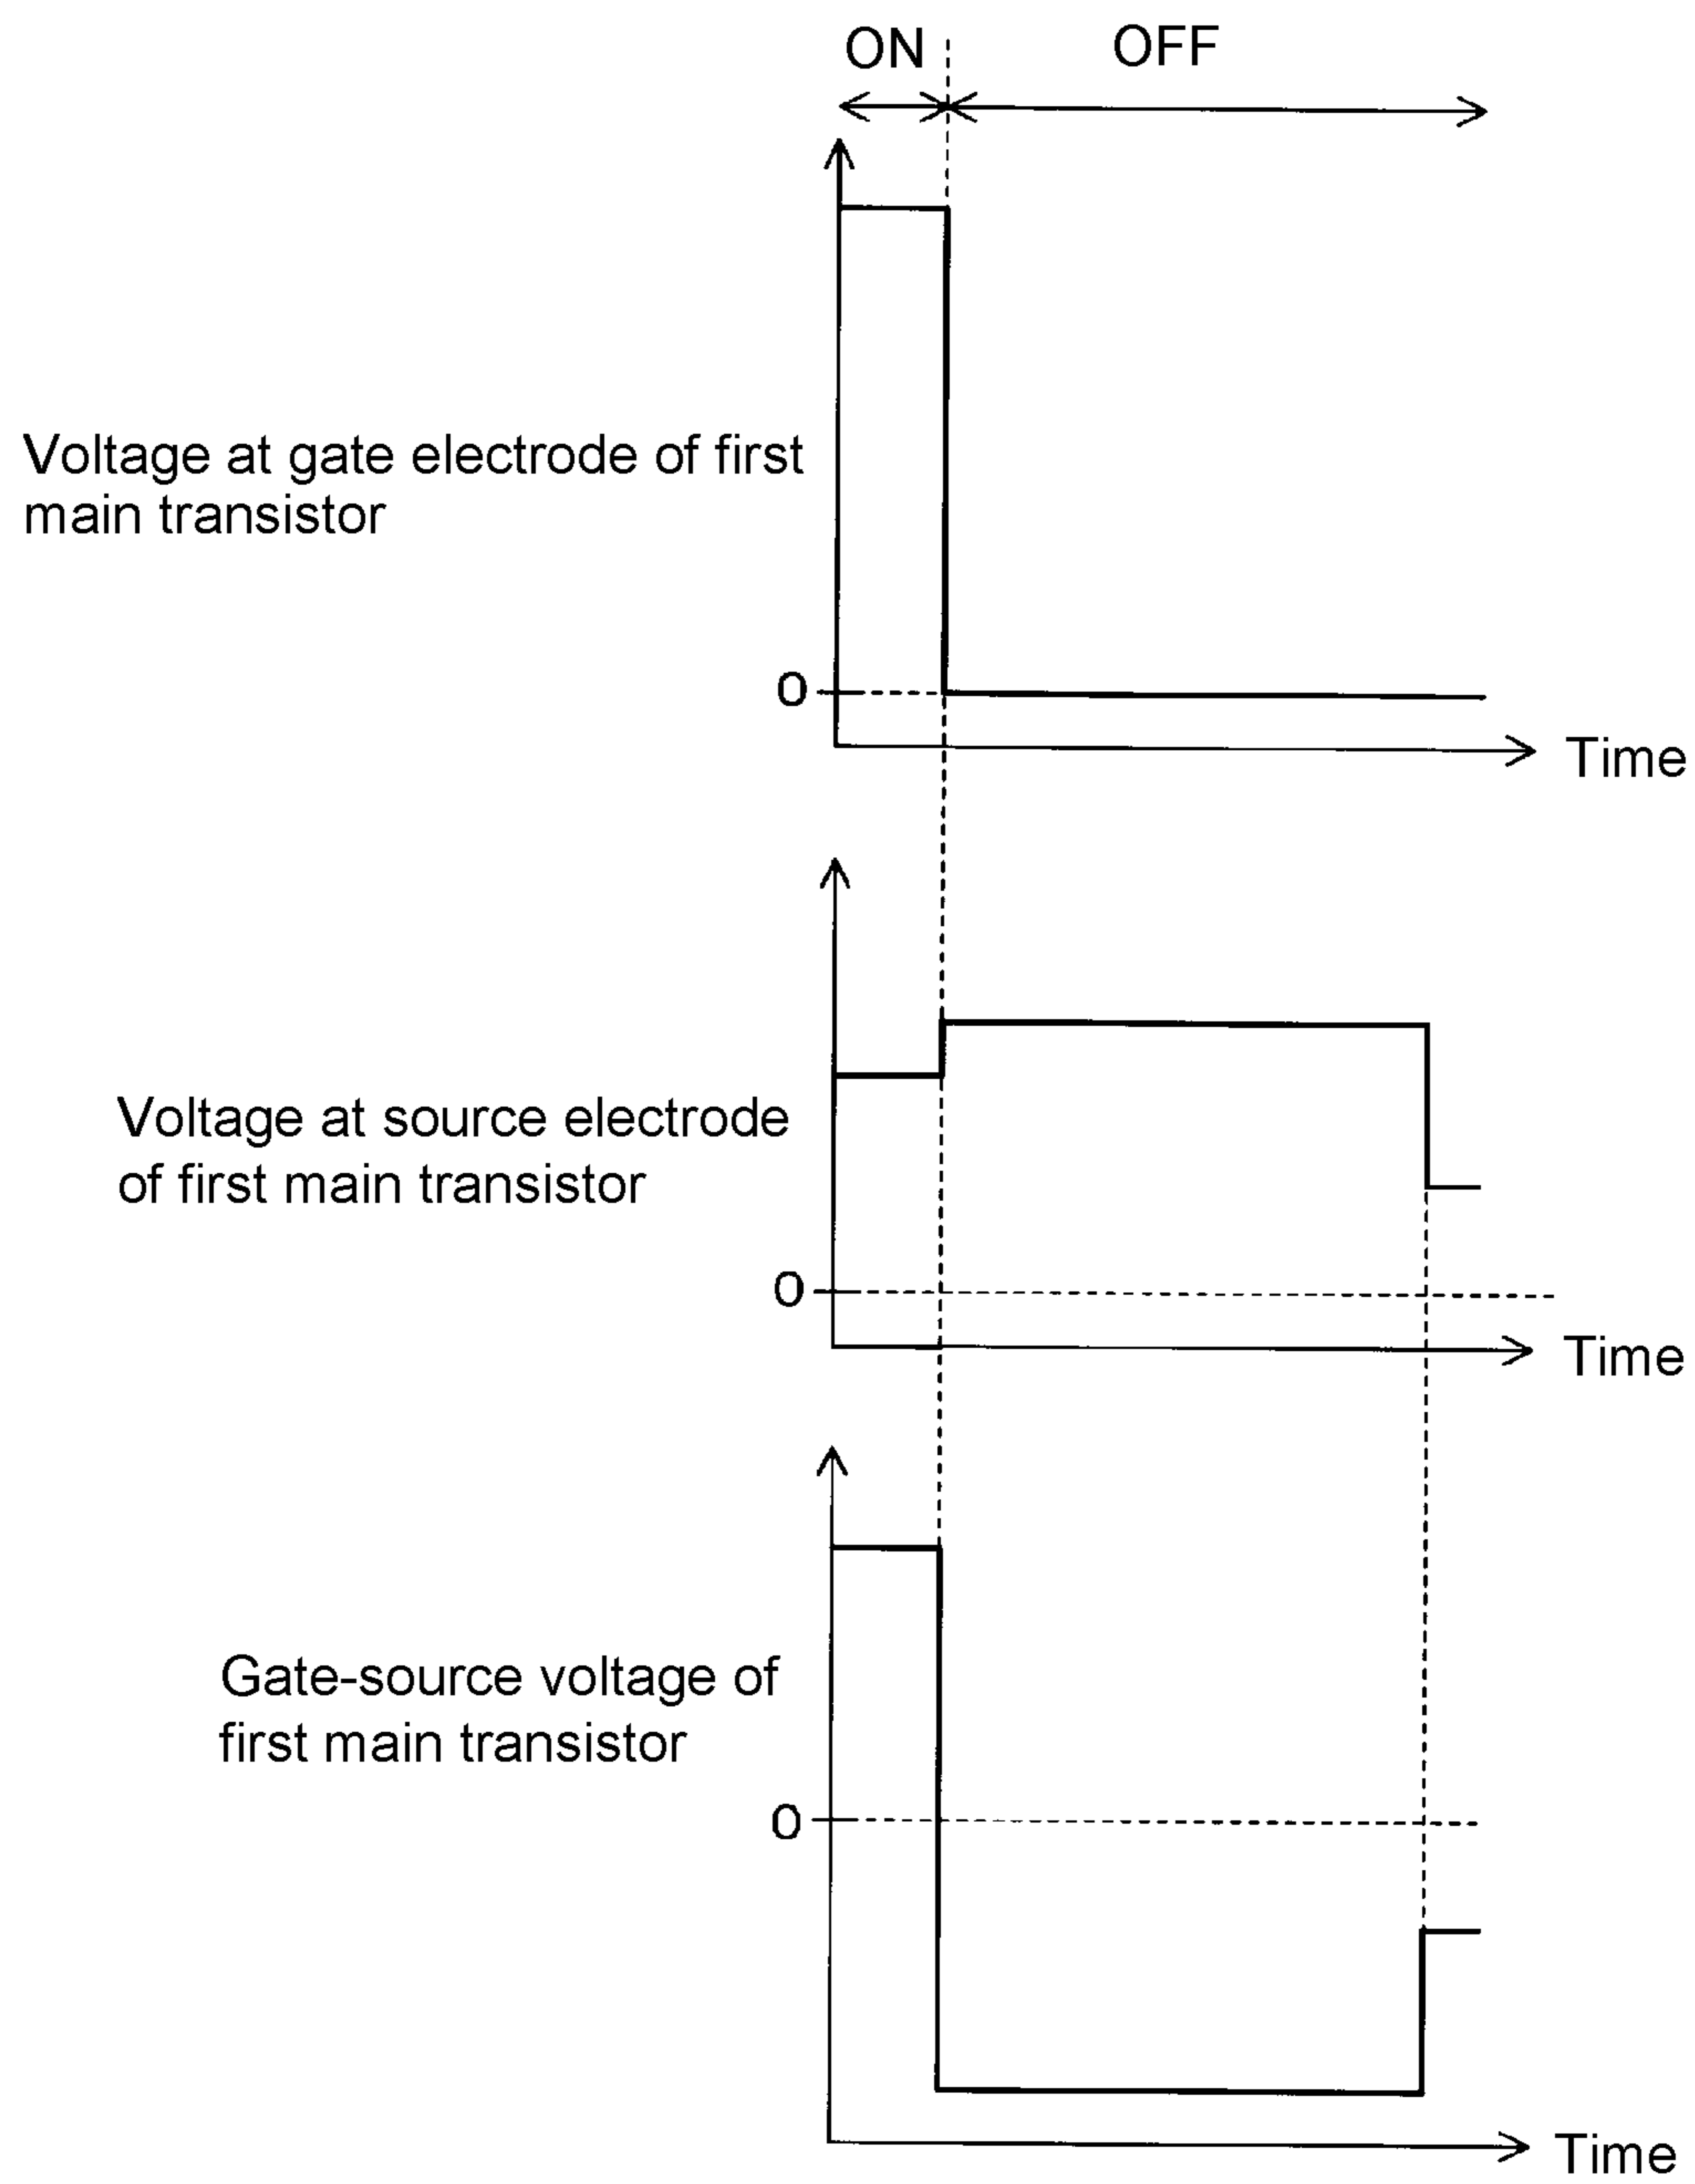 ON OFF
Voltage at gate electrode of first
main transistor
0
Time
Voltage at source electrode
of first main transistor
0
Time
Gate-source voltage of
first main transistor
0
Time